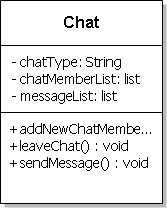 Chat
- chatType: String
- chatMemberList: list
- messageList: list
+ addNewChatMembe...
+ leaveChat() : void
+ sendMessage() : void